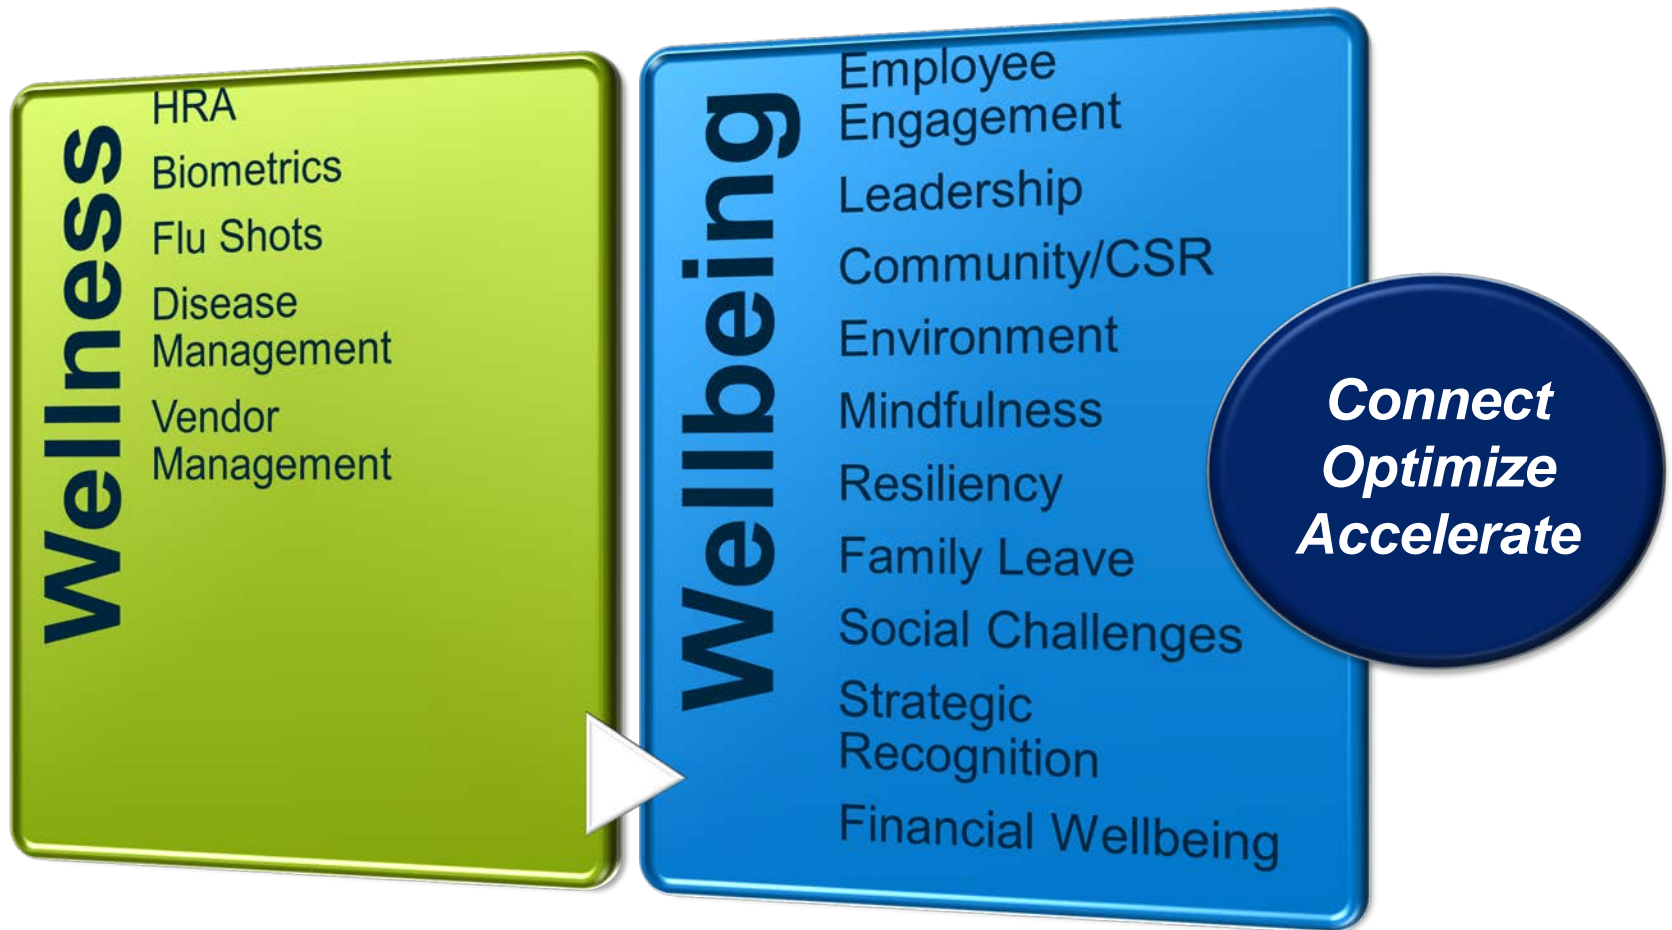 Wellness
HRA
Biometrics
Flu Shots
Disease
Management
Vendor
Management
Wellbeing
Employee
Engagement
Leadership
Community/CSR
Environment
Mindfulness
Resiliency
Family Leave
Social Challenges
Strategic
Recognition
Financial Wellbeing
Connect
Optimize
Accelerate